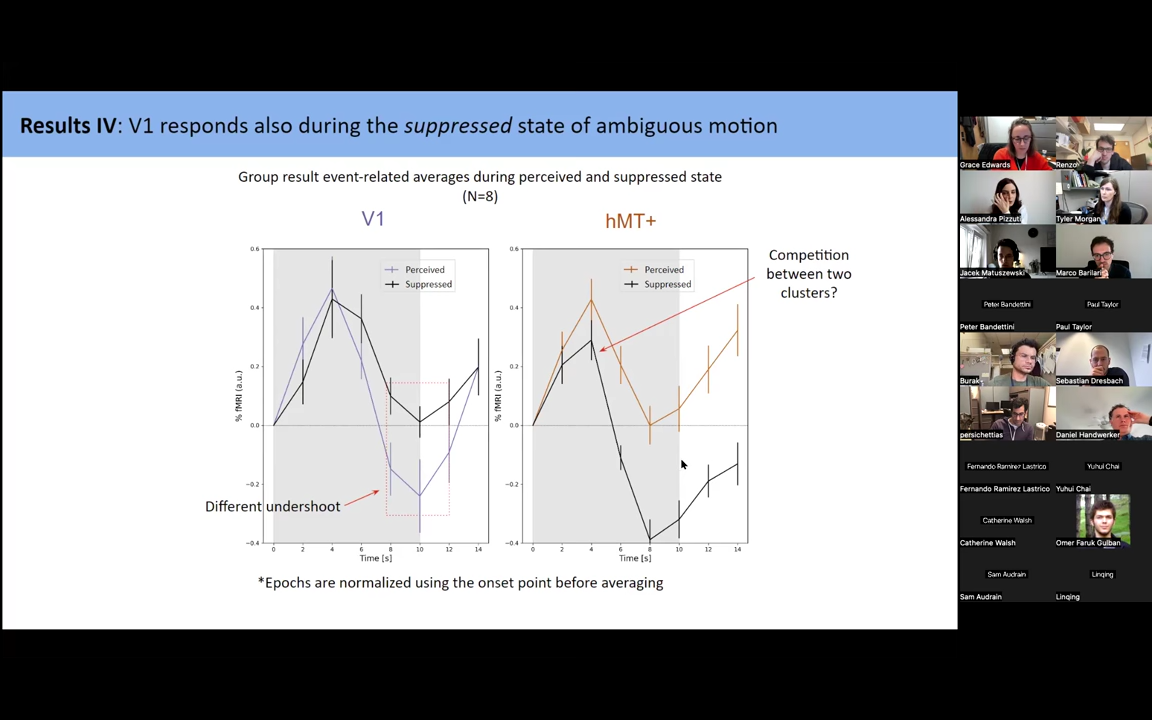 Results IV: V1 responds also during the suppressed state of ambiguous motion
Group result event-related averages during perceived and suppressed state
(N=8)
V1
hMT+
0.6
0.4
0.2
0.0
−0.2
−0.4
% fMRI (a.u.)
Perceived
Suppressed
0 2 4 6 8 10 12 14
Time [s]
Different undershoot
0.6
0.4
0.2
0.0
−0.2
−0.4
% fMRI (a.u.)
Perceived
Suppressed
0 2 4 6 8 10 12 14
Time [s]
Competition
between two
clusters?
*Epochs are normalized using the onset point before averaging
Grace Edwards
Renzo
Alessandra Pizzuti
Tyler Morgan
Jacek Matuszewski
Marco Barilari
Peter Bandettini
Paul Taylor
Peter Bandettini
Paul Taylor
Burak
Sebastian Dresbach
persichettias
Daniel Handwerker
Fernando Ramirez Lastrico
Yuhui Chai
Fernando Ramirez Lastrico
Yuhui Chai
Catherine Walsh
Catherine Walsh
Omer Faruk Gulban
Sam Audrain
Linqing
Sam Audrain
Linqing